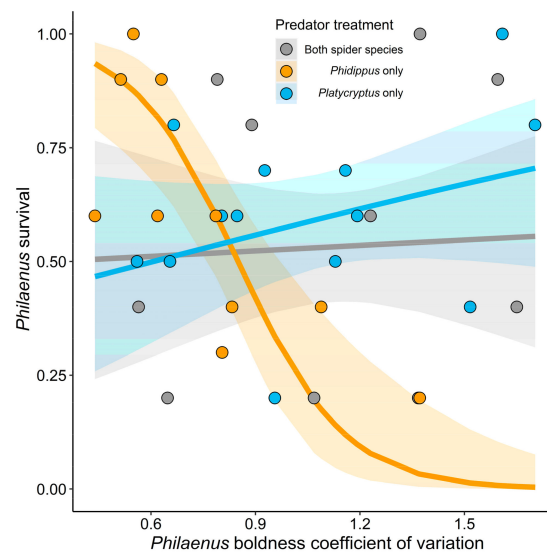 Predator treatment
Both spider species
Phidippus only
Platycryptus only
1.00
0.75
0.50
0.25
0.00
Philaenus survival
0.6 0.9 1.2 1.5
Philaenus boldness coefficient of variation